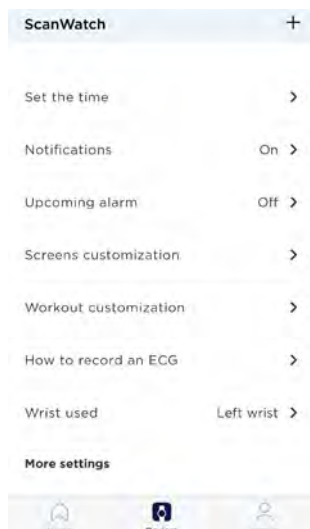 ScanWatch +
Set the time >
Notifications On >
Upcoming alarm Off >
Screens customization >
Workout customization >
How to record an ECG >
Wrist used Left wrist >
More settings